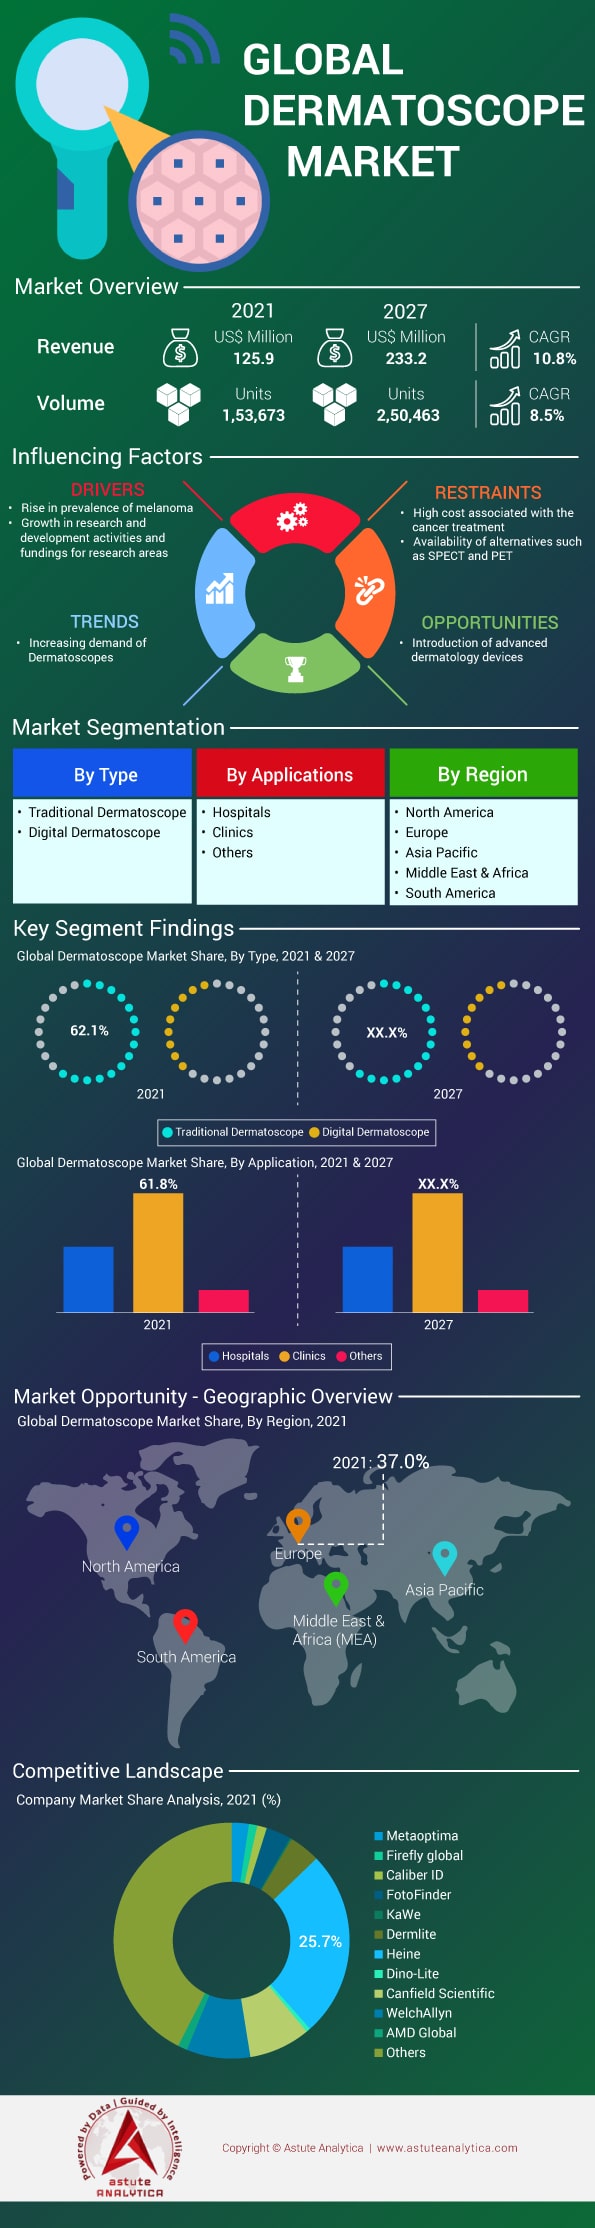 GLOBAL
DERMATOSCOPE
MARKET
Market Overview
2021
2027
Revenue
US$ Million
125.9
US$ Million
233.2
CAGR
10.8%
Volume
Units
1,53,673
Units
2,50,463
CAGR
8.5%
Influencing Factors
DRIVERS
• Rise in prevalence of melanoma
• Growth in research and
development activities and
fundings for research areas
RESTRAINTS
• High cost associated with the
cancer treatment
• Availability of alternatives such
as SPECT and PET
TRENDS
• Increasing demand of
Dermatoscopes
OPPORTUNITIES
• Introduction of advanced
dermatology devices
Market Segmentation
By Type
• Traditional Dermatoscope
• Digital Dermatoscope
By Applications
• Hospitals
• Clinics
• Others
By Region
• North America
• Europe
• Asia Pacific
• Middle East & Africa
• South America
Key Segment Findings
Global Dermatoscope Market Share, By Type, 2021 & 2027
62.1%
XX.X%
2021
2027
Traditional Dermatoscope
Digital Dermatoscope
Global Dermatoscope Market Share, By Application, 2021 & 2027
61.8%
XX.X%
2021
2027
Hospitals
Clinics
Others
Market Opportunity - Geographic Overview
Global Dermatoscope Market Share, By Region, 2021
2021: 37.0%
North America
Europe
Asia Pacific
Middle East &
Africa (MEA)
South America
Competitive Landscape
Company Market Share Analysis, 2021 (%)
25.7%
Metaoptima
Firefly global
Caliber ID
FotoFinder
KaWe
Dermlite
Heine
Dino-Lite
Canfield Scientific
WelchAllyn
AMD Global
Others
Powered by Data | Guided by Intelligence
astute
ANALYTICA
Copyright © Astute Analytica | www.astuteanalytica.com